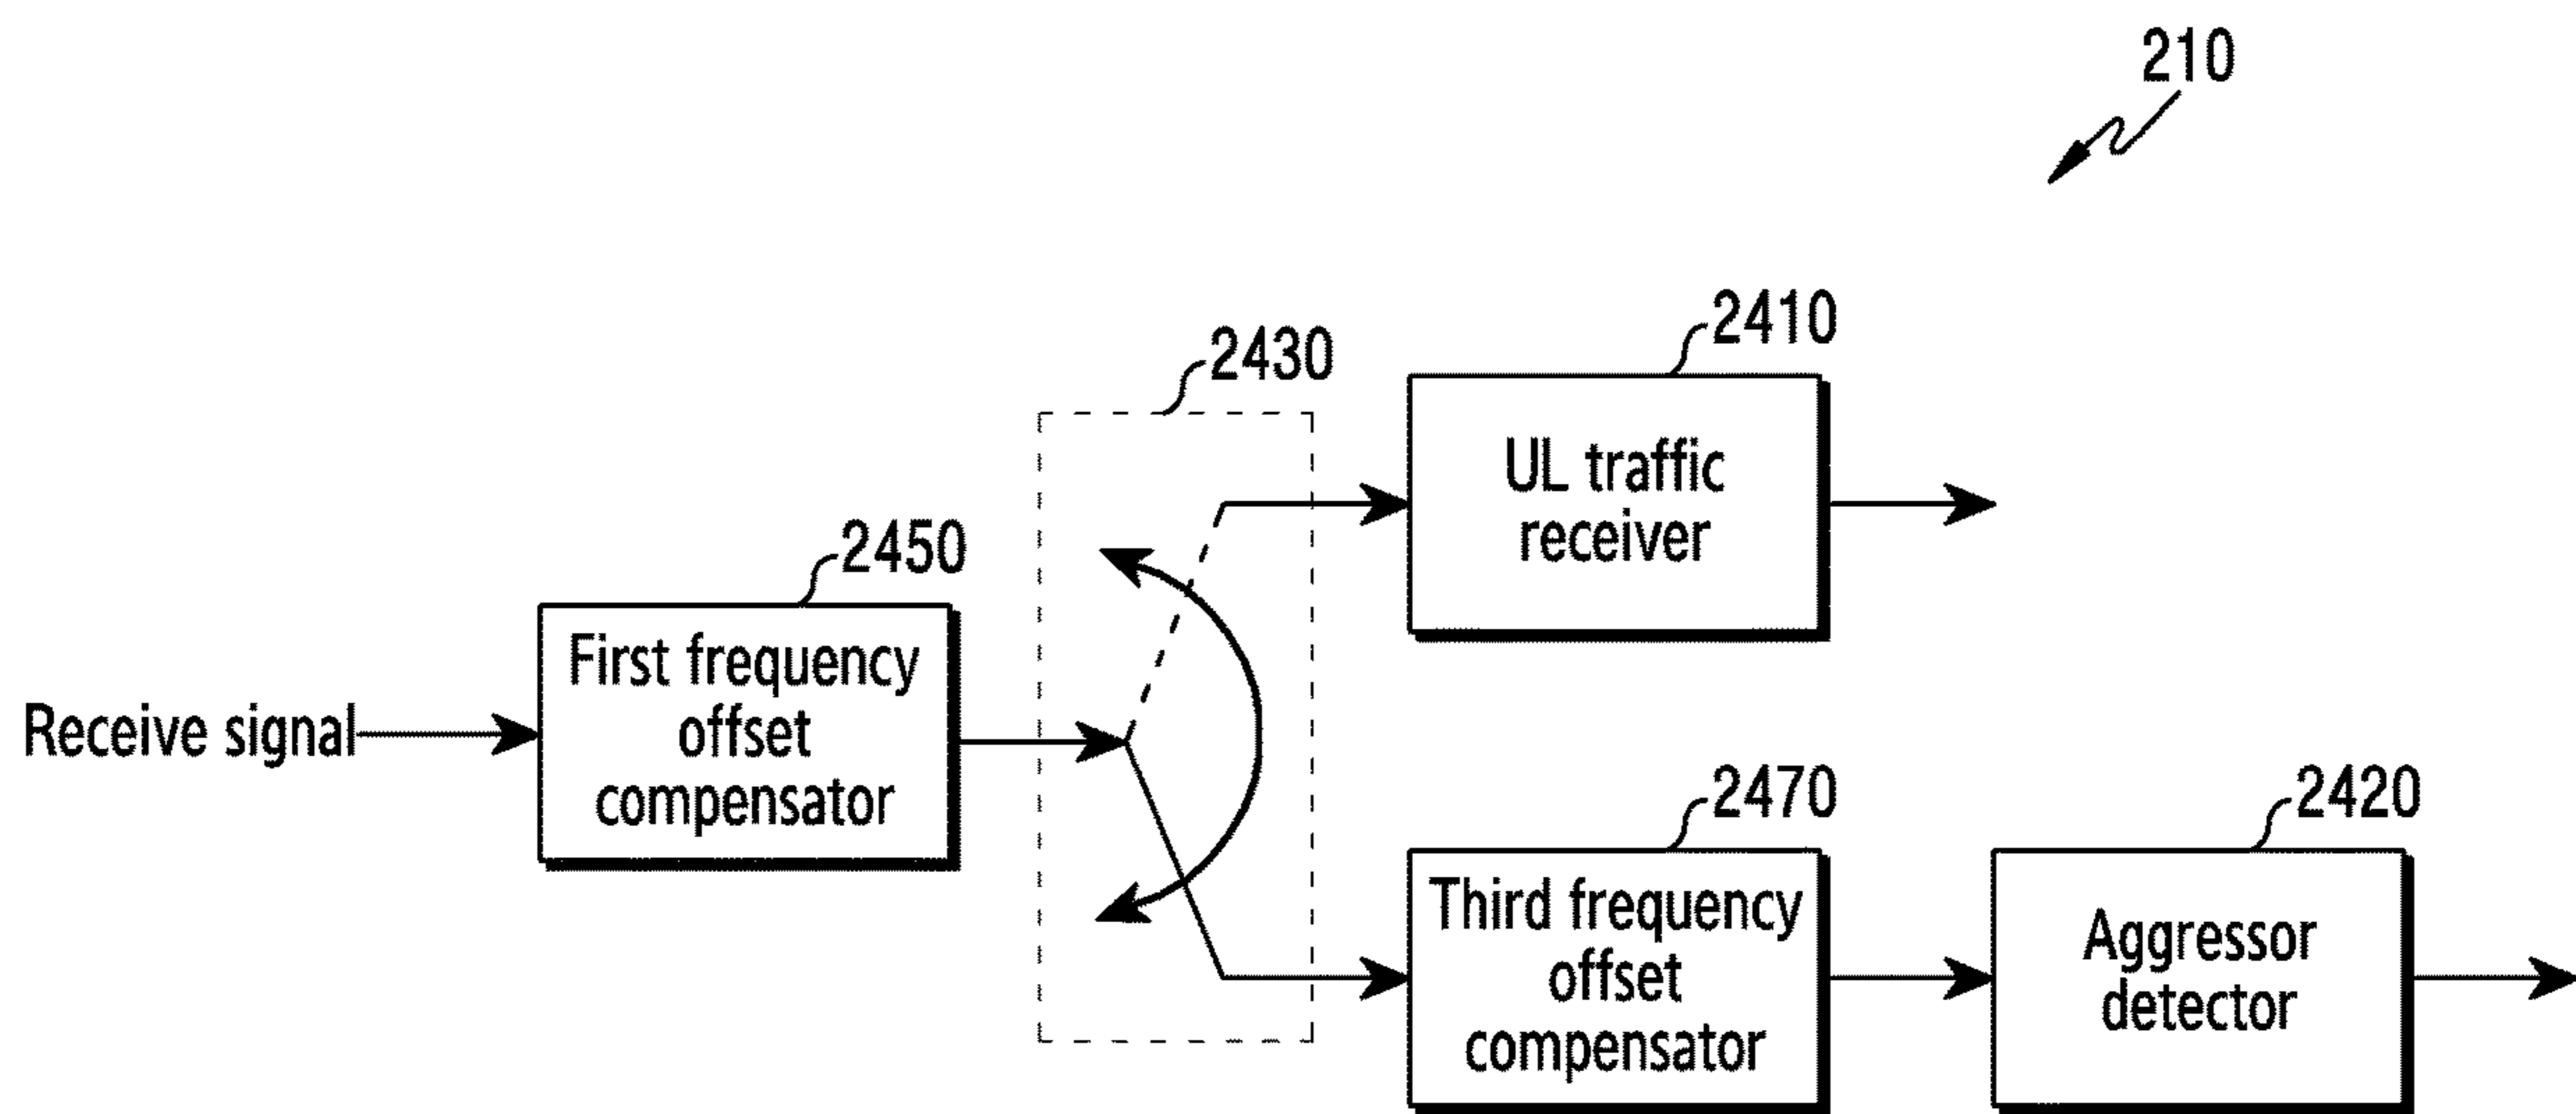 210
2430
2410
UL traffic
receiver
2450
First frequency
offset
compensator
Receive signal
2470
Third frequency
offset
compensator
2420
Aggressor
detector